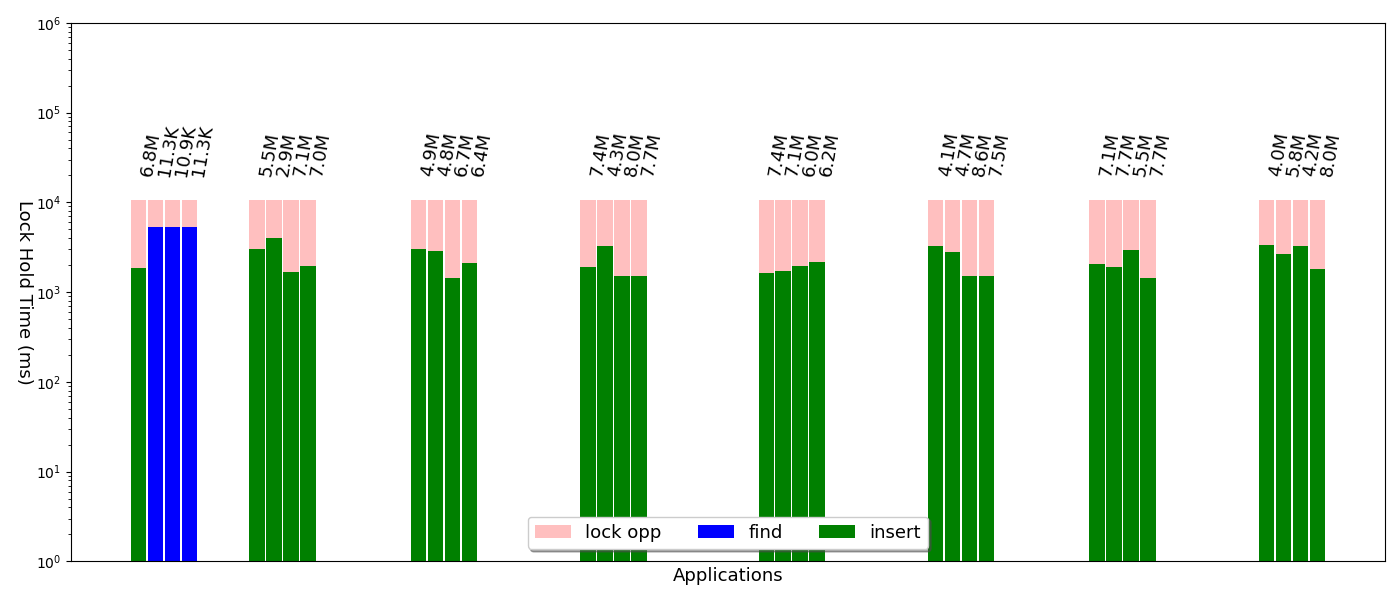 10^6
10^5
10^4
10^3
10^2
10^1
10^0
Lock Hold Time (ms)
6.8M
11.3K
10.9K
11.3K
5.5M
2.9M
7.1M
7.0M
4.9M
4.8M
6.7M
6.4M
7.4M
4.3M
8.0M
7.7M
7.4M
7.1M
6.0M
6.2M
4.1M
4.7M
8.6M
7.5M
7.1M
7.7M
5.5M
7.7M
4.0M
5.8M
4.2M
8.0M
lock opp find insert
Applications